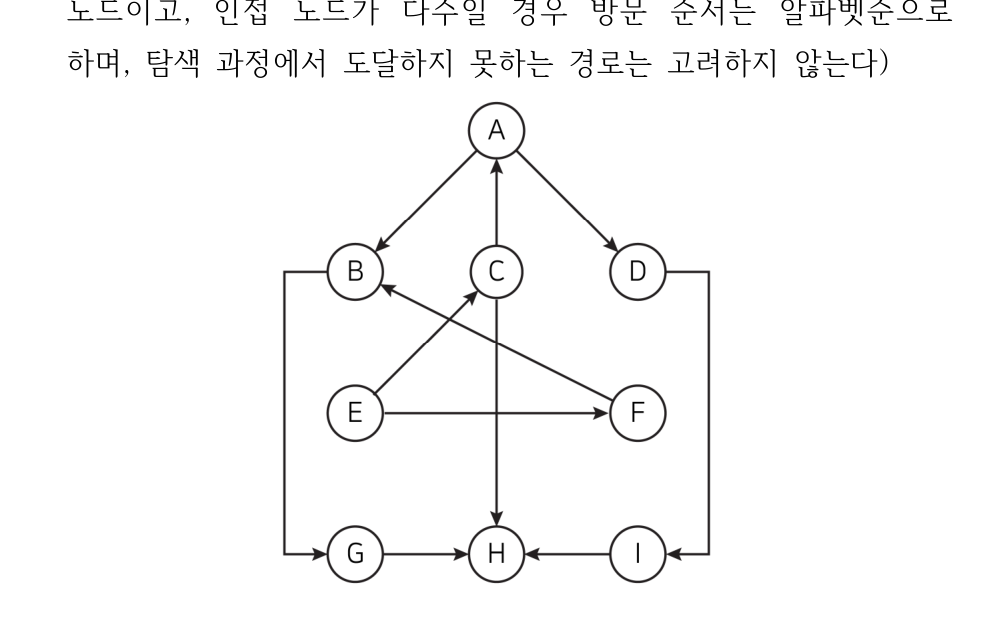 노드이고, 인접 노드가 다수일 경우 방문 순서는 알파벳순으로
하며, 탐색 과정에서 도달하지 못하는 경로는 고려하지 않는다)
A
B C D
E F
G H I